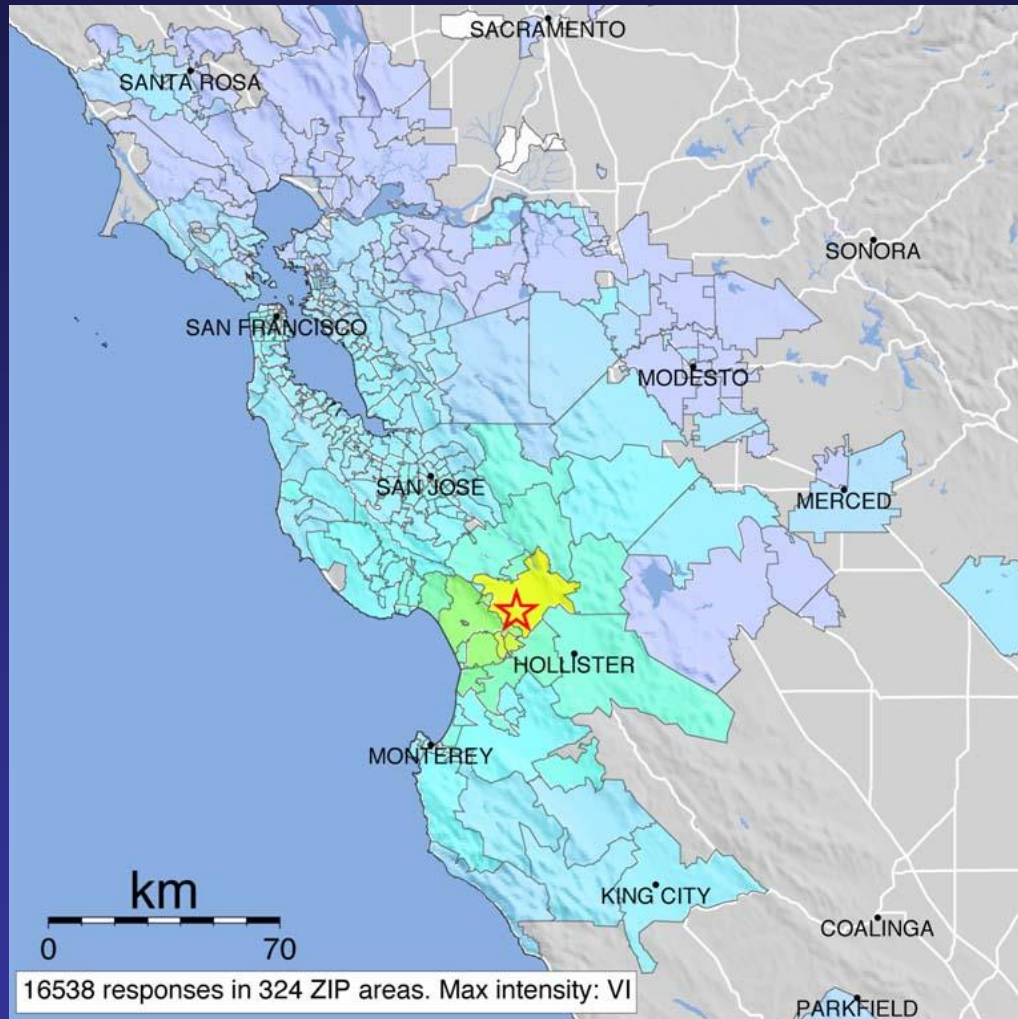 SACRAMENTO
SANTA ROSA
SONORA
SAN FRANCISCO
MODESTO
SAN JOSE
MERCED
HOLLISTER
MONTEREY
km
KING CITY
COALINGA
0 70
16538 responses in 324 ZIP areas. Max intensity: VI
PARKFIELD